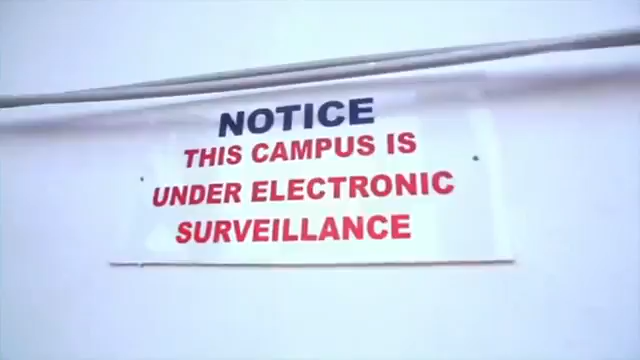 NOTICE
THIS CAMPUS IS
UNDER ELECTRONIC
SURVEILLANCE